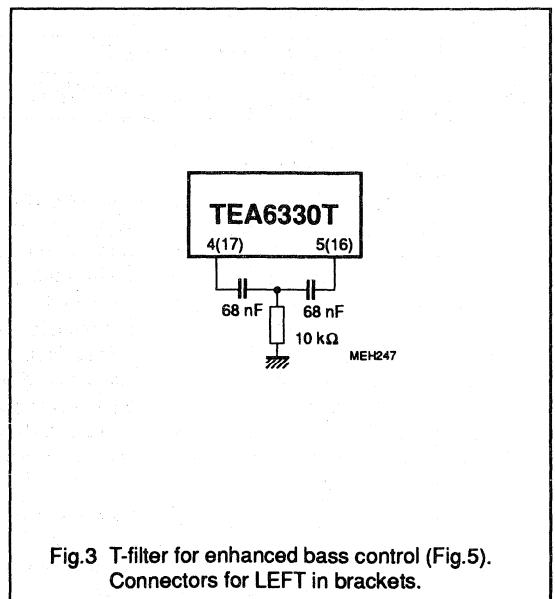 TEA6330T
4(17) 5(16)
68 nF 68 nF
10 kΩ
MEH247
Fig.3 T-filter for enhanced bass control (Fig.5).
Connectors for LEFT in brackets.